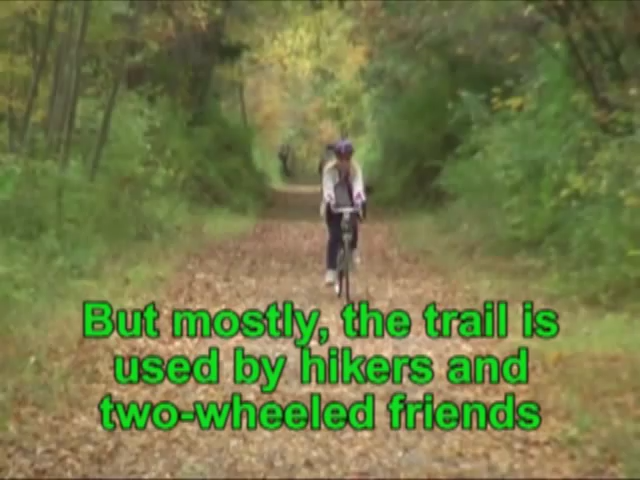 But mostly, the trail is
used by hikers and
two-wheeled friends